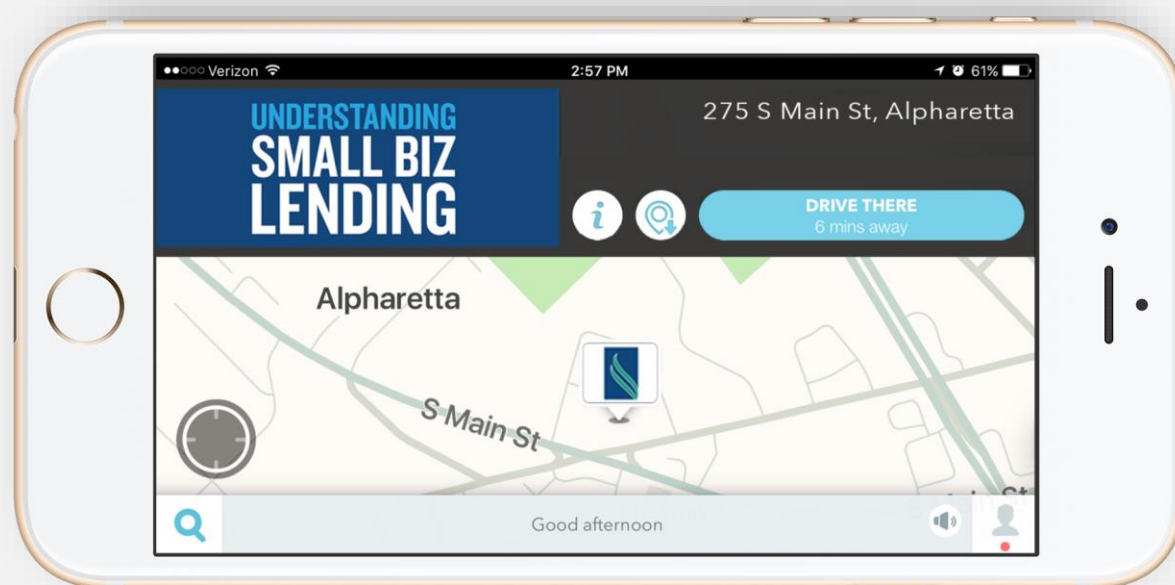 Verizon 2:57 PM 61%
UNDERSTANDING
SMALL BIZ
LENDING
275 S Main St, Alpharetta
i
DRIVE THERE
6 mins away
Alpharetta
S Main St
St
Good afternoon